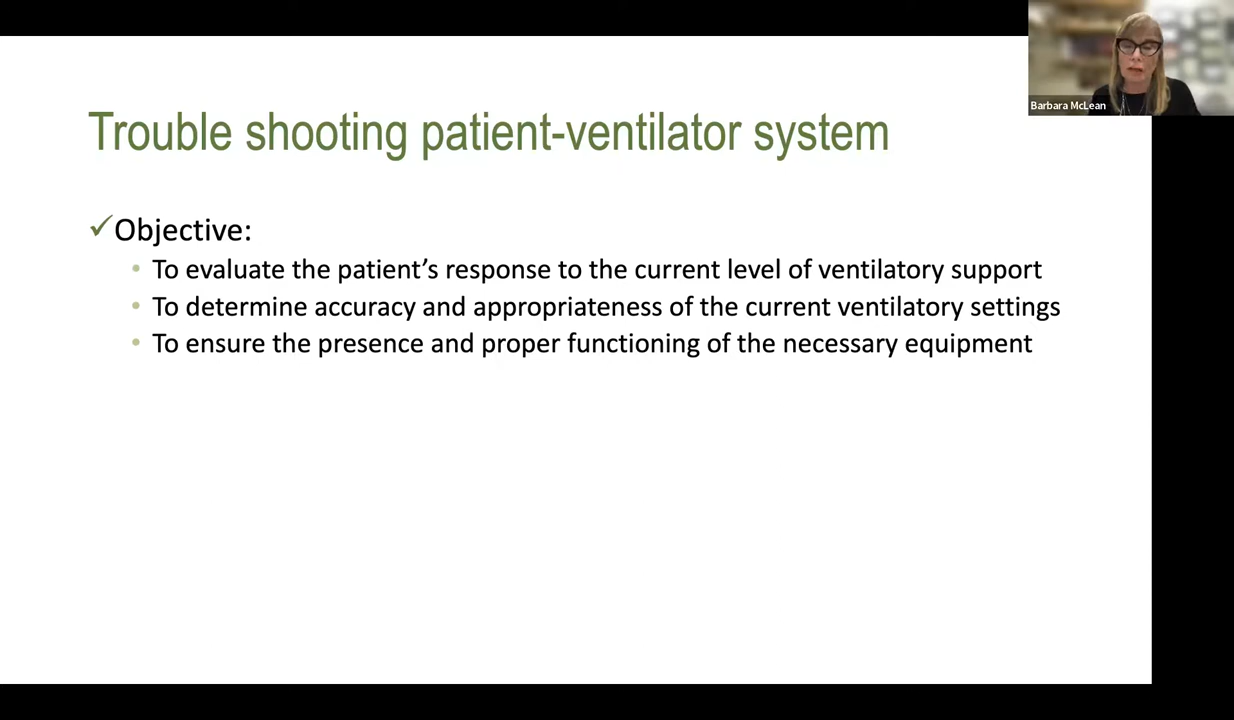 Barbara McLean
Trouble shooting patient-ventilator system
✓Objective:
• To evaluate the patient’s response to the current level of ventilatory support
• To determine accuracy and appropriateness of the current ventilatory settings
• To ensure the presence and proper functioning of the necessary equipment